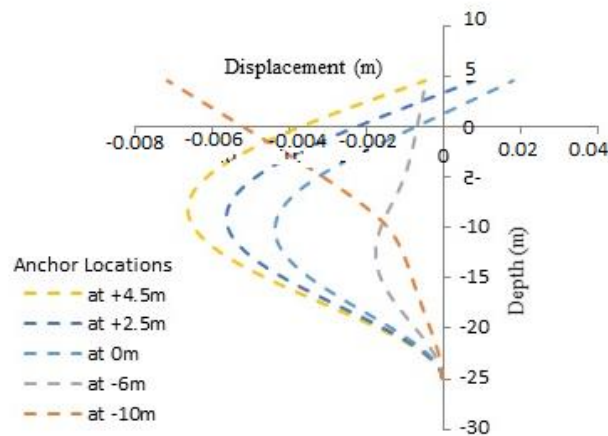 10
Displacement (m)
5
0
-0.008 -0.006 -0.004 -0.002 0 0.02 0.04
5-
-10
Depth (m)
-15
-20
-25
-30
Anchor Locations
at +4.5m
at +2.5m
at 0m
at -6m
at -10m